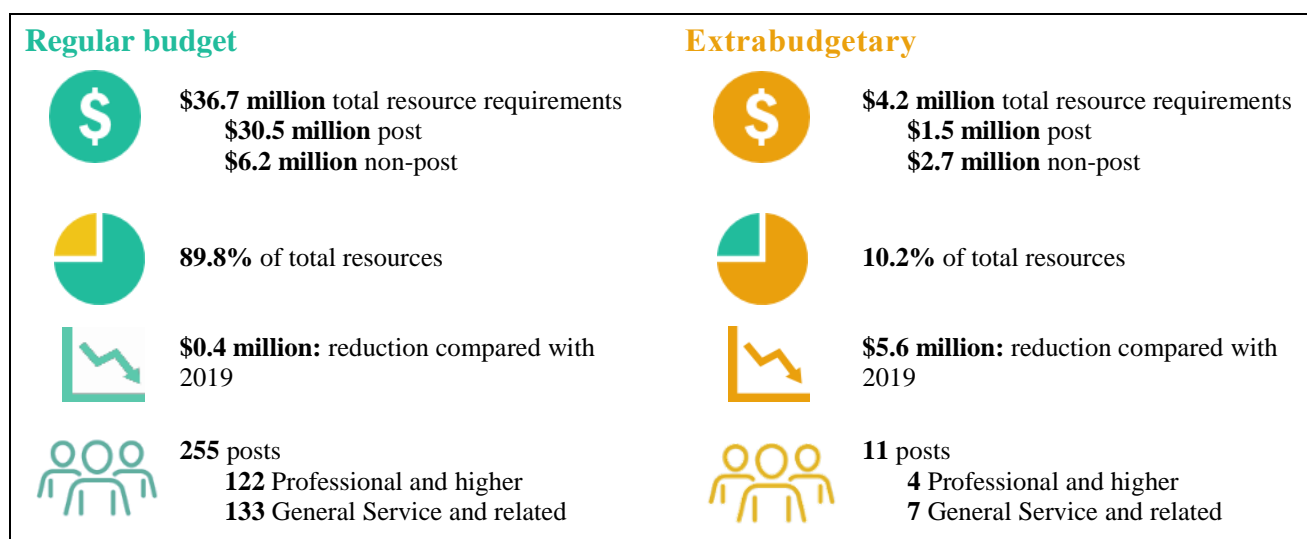 Regular budget
$
$36.7 million total resource requirements
$30.5 million post
$6.2 million non-post
89.8% of total resources
$0.4 million: reduction compared with
2019
255 posts
122 Professional and higher
133 General Service and related
Extrabudgetary
$
$4.2 million total resource requirements
$1.5 million post
$2.7 million non-post
10.2% of total resources
$5.6 million: reduction compared with
2019
11 posts
4 Professional and higher
7 General Service and related